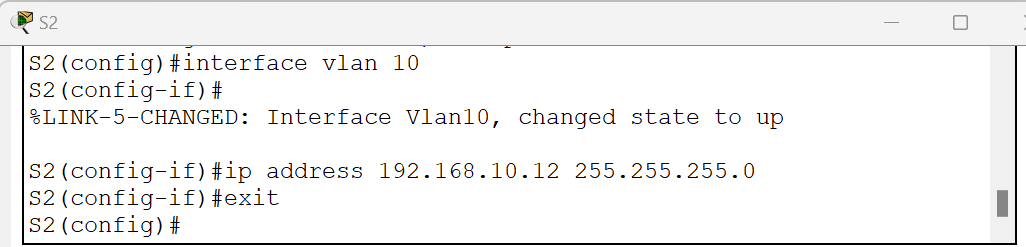 S2
S2(config)#interface vlan 10
S2(config-if)#
%LINK-5-CHANGED: Interface Vlan10, changed state to up
S2(config-if)#ip address 192.168.10.12 255.255.255.0
S2(config-if)#exit
S2(config)#